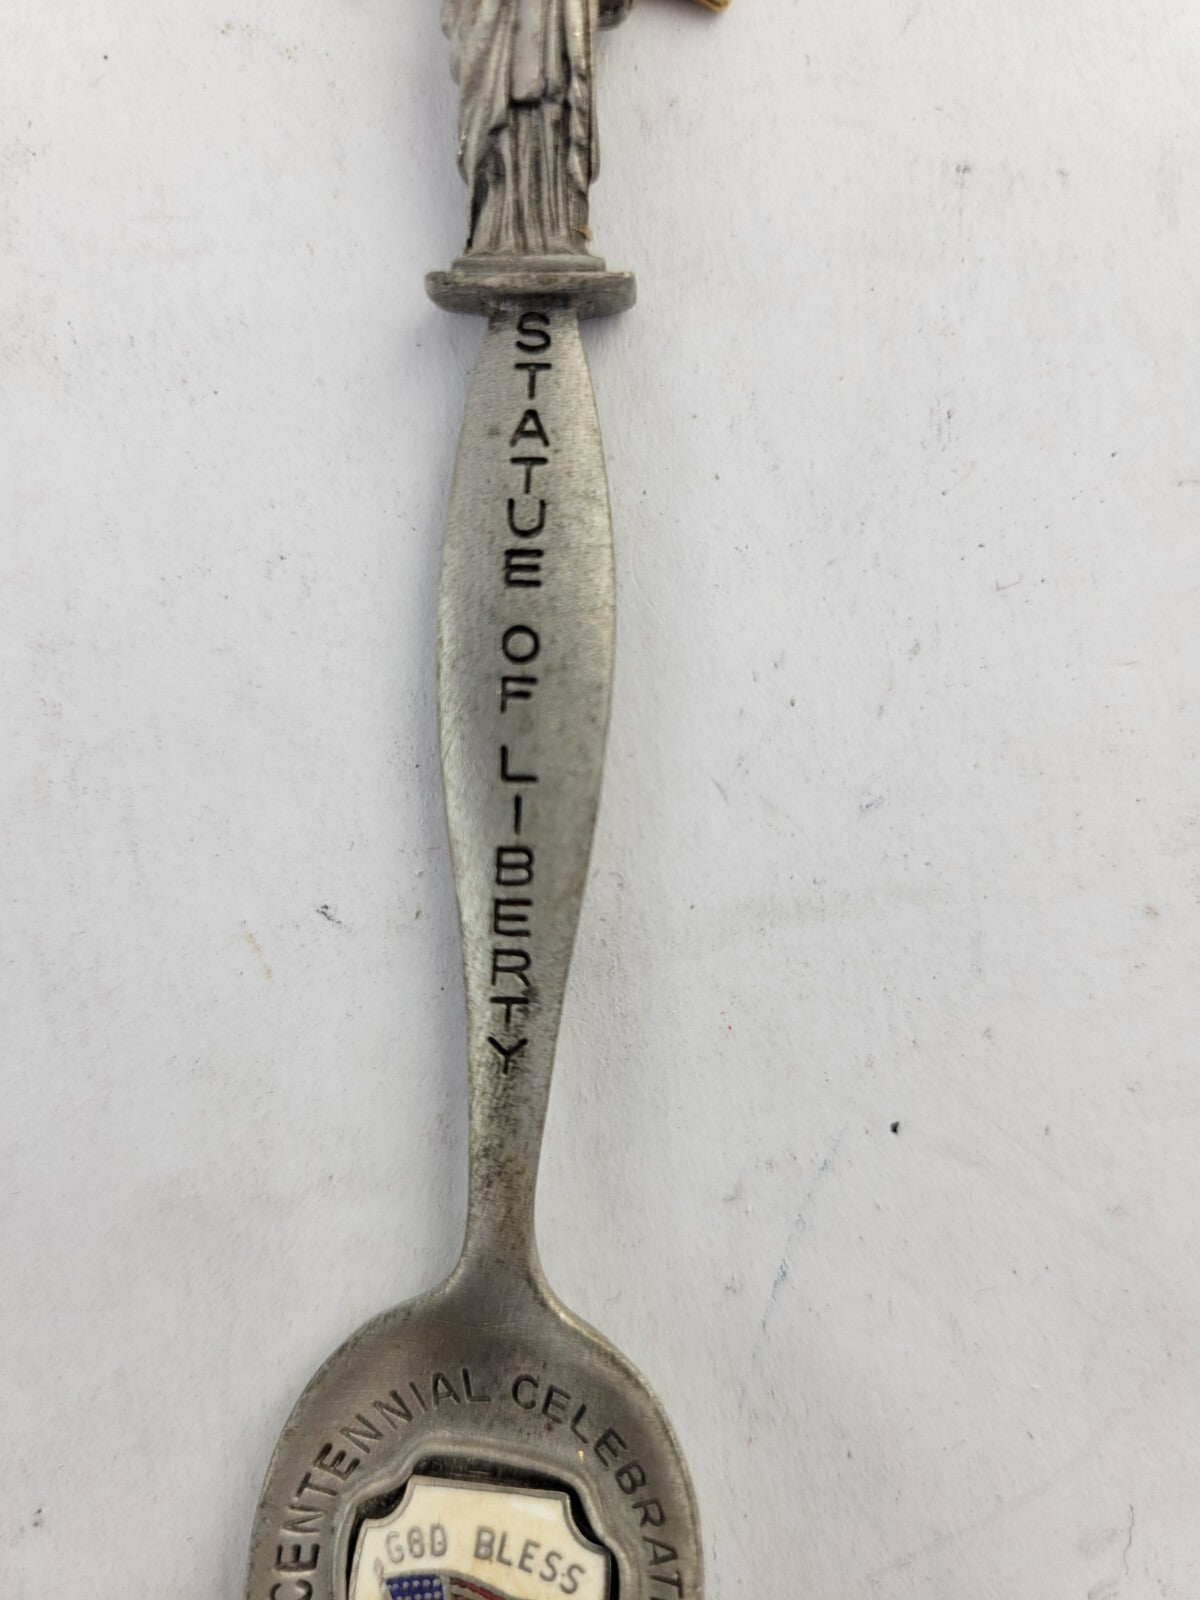 STATUE OF LIBERTY
CENTENNIAL CELEBRAT
GOD BLESS